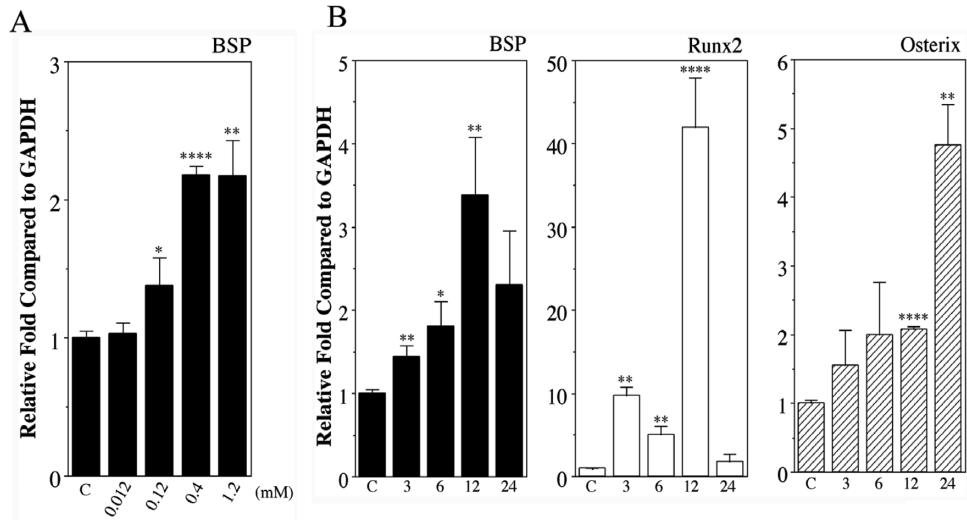 A
BSP
Relative Fold Compared to GAPDH
3
2
1
0
**** **
*
C 0.012 0.12 0.4 1.2 (mM)
B
BSP
Relative Fold Compared to GAPDH
5
4
3
2
1
0
**
*
**
C 3 6 12 24
Runx2
50
40
30
20
10
0
****
**
**
C 3 6 12 24
Osterix
6
5
4
3
2
1
0
**
****
C 3 6 12 24